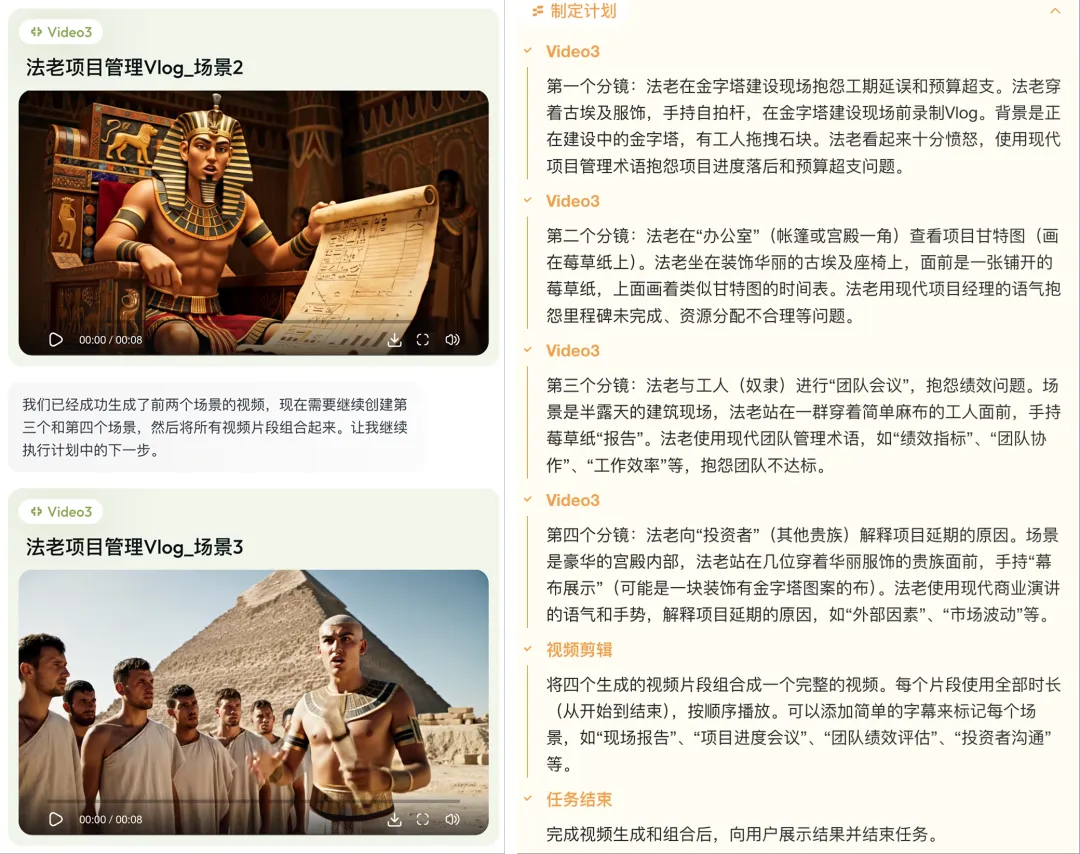 Video3
法老项目管理Vlog_场景2
00:00 / 00:08
我们已经成功生成了前两个场景的视频，现在需要继续创建第
三个和第四个场景，然后将所有视频片段组合起来。让我继续
执行计划中的下一步。
Video3
法老项目管理Vlog_场景3
00:00 / 00:08
制定计划
Video3
第一个分镜：法老在金字塔建设现场抱怨工期延误和预算超支。法老穿
着古埃及服饰，手持自拍杆，在金字塔建设现场前录制Vlog。背景是正
在建设中的金字塔，有工人拖拽石块。法老看起来十分愤怒，使用现代
项目管理术语抱怨项目进度落后和预算超支问题。
Video3
第二个分镜：法老在“办公室”（帐篷或宫殿一角）查看项目甘特图（画
在莓草纸上）。法老坐在装饰华丽的古埃及座椅上，面前是一张铺开的
莓草纸，上面画着类似甘特图的时间表。法老用现代项目经理的语气抱
怨里程碑未完成、资源分配不合理等问题。
Video3
第三个分镜：法老与工人（奴隶）进行“团队会议”，抱怨绩效问题。场
景是半露天的建筑现场，法老站在一群穿着简单麻布的工人面前，手持
莓草纸“报告”。法老使用现代团队管理术语，如“绩效指标”、“团队协
作”、“工作效率”等，抱怨团队不达标。
Video3
第四个分镜：法老向“投资者”（其他贵族）解释项目延期的原因。场景
是豪华的宫殿内部，法老站在几位穿着华丽服饰的贵族面前，手持“幕
布展示”（可能是一块装饰有金字塔图案的布）。法老使用现代商业演讲
的语气和手势，解释项目延期的原因，如“外部因素”、“市场波动”等。
视频剪辑
将四个生成的视频片段组合成一个完整的视频。每个片段使用全部时长
（从开始到结束），按顺序播放。可以添加简单的字幕来标记每个场
景，如“现场报告”、“项目进度会议”、“团队绩效评估”、“投资者沟通”
等。
任务结束
完成视频生成和组合后，向用户展示结果并结束任务。